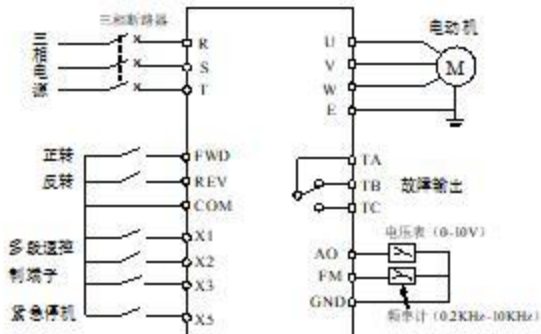 三相断路器
三相电源
R
S
T
正转
FWD
反转
REV
COM
多段速控制端子
X1
X2
X3
紧急停机
X5
电动机
U
V
W
E
M
TA
TB
TC
故障输出
电压表（0-10V）
AO
FM
GND
频率计（0.2KHz-10KHz）